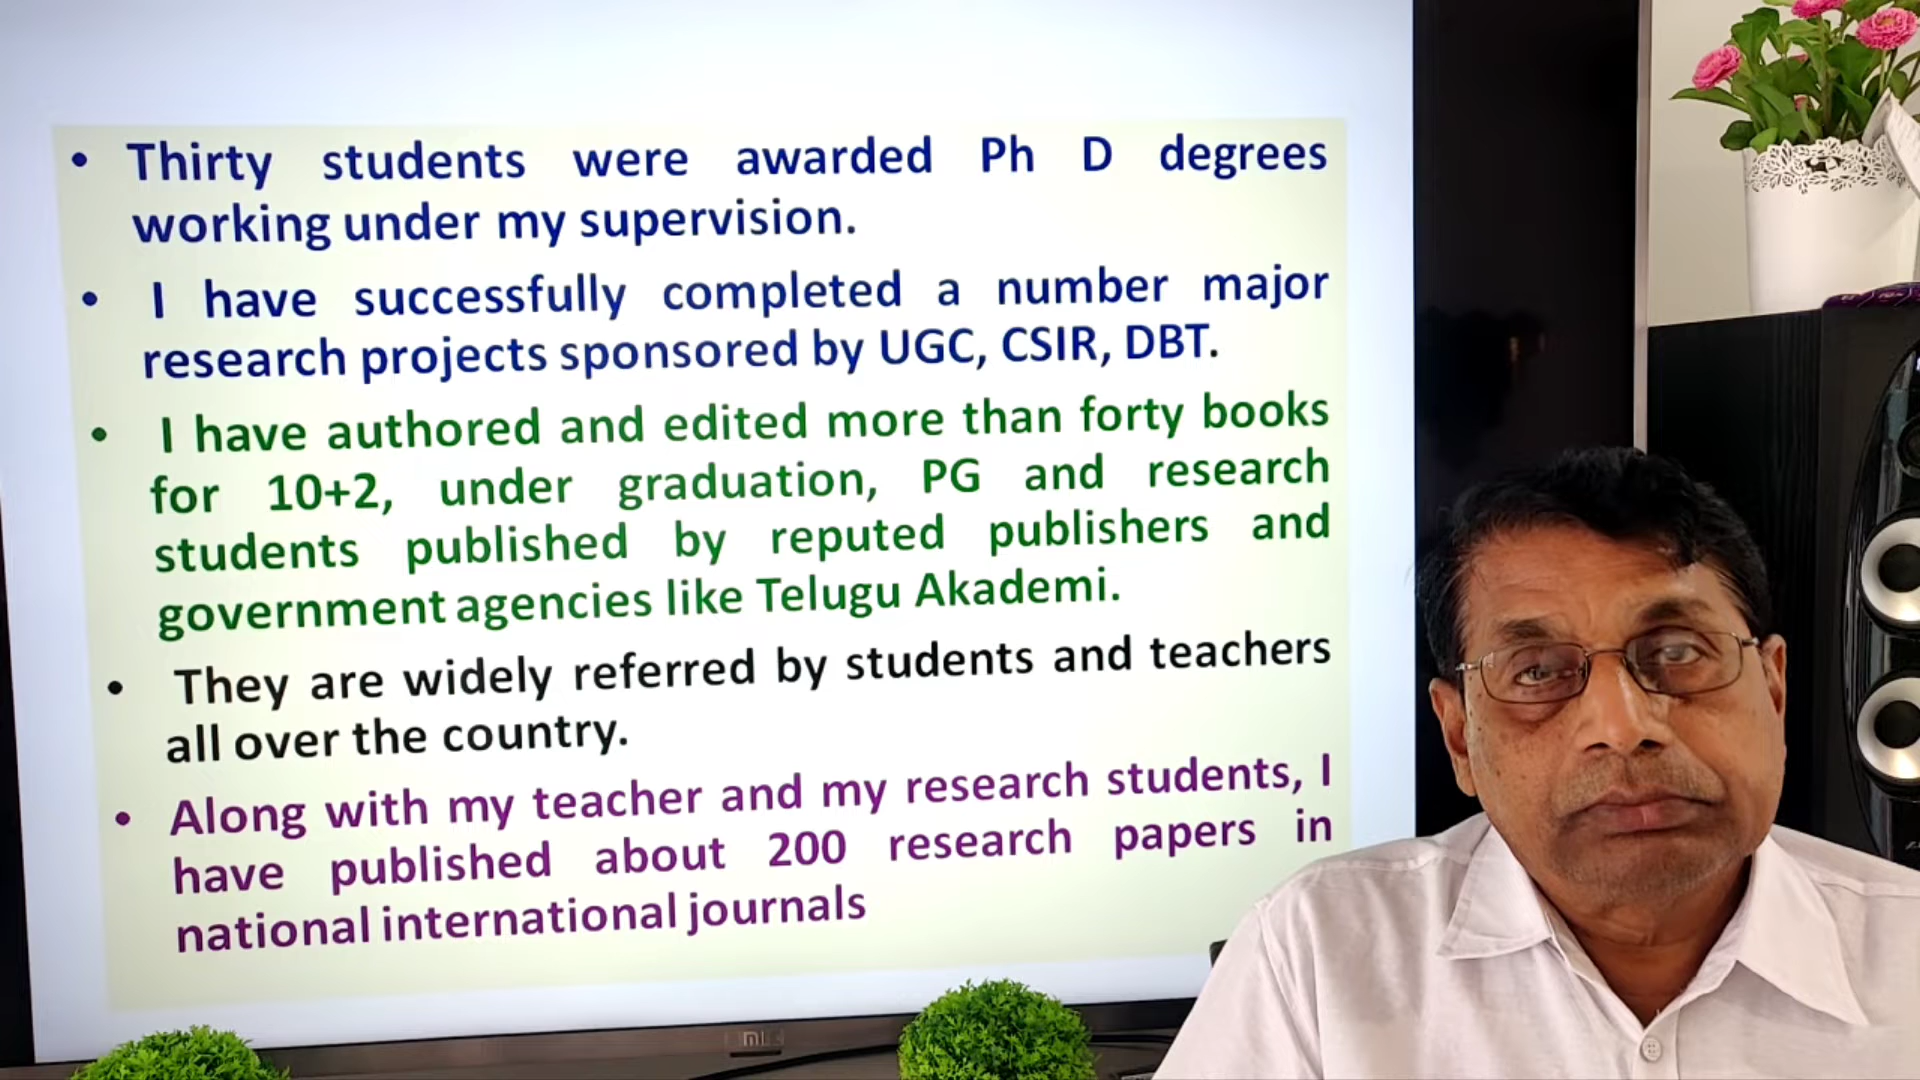 • Thirty students were awarded Ph D degrees
working under my supervision.
• I have successfully completed a number major
research projects sponsored by UGC, CSIR, DBT.
• I have authored and edited more than forty books
for 10+2, under graduation, PG and research
students published by reputed publishers and
government agencies like Telugu Akademi.
• They are widely referred by students and teachers
all over the country.
• Along with my teacher and my research students, I
have published about 200 research papers in
national international journals
mi